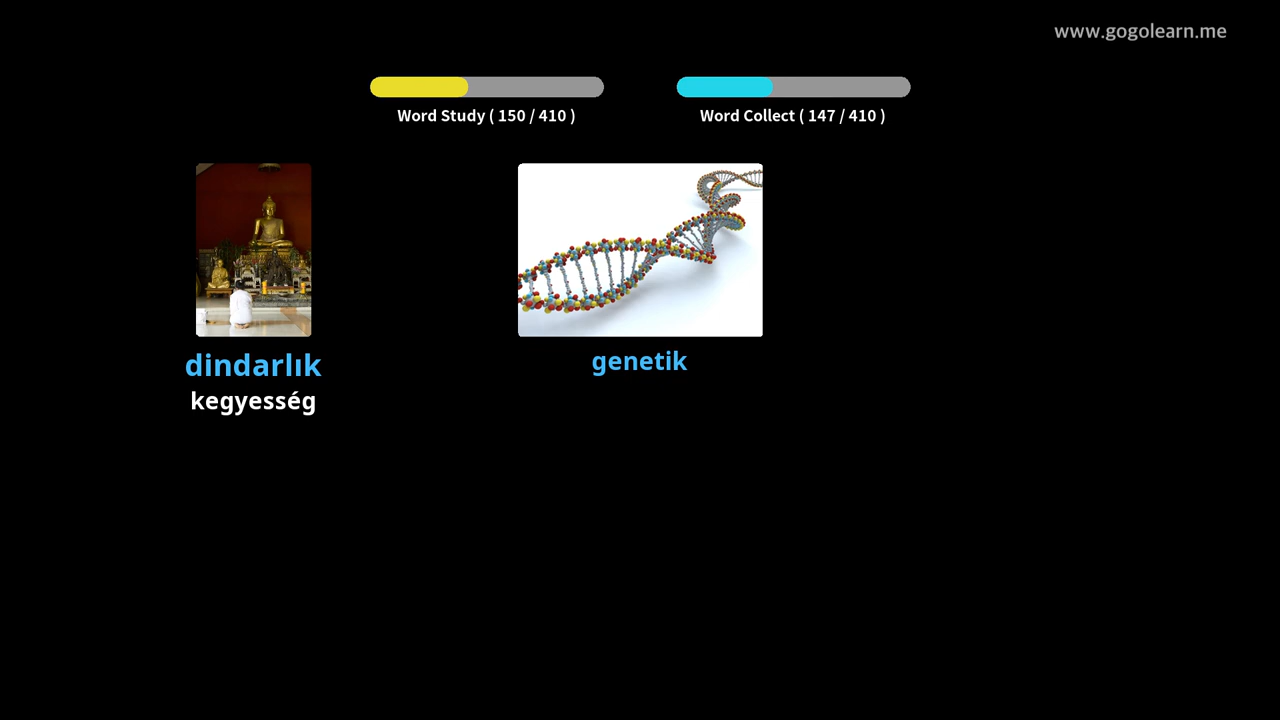 www.gogolearn.me
Word Study ( 150 / 410 )
Word Collect ( 147 / 410 )
dindarlık
kegyesség
genetik